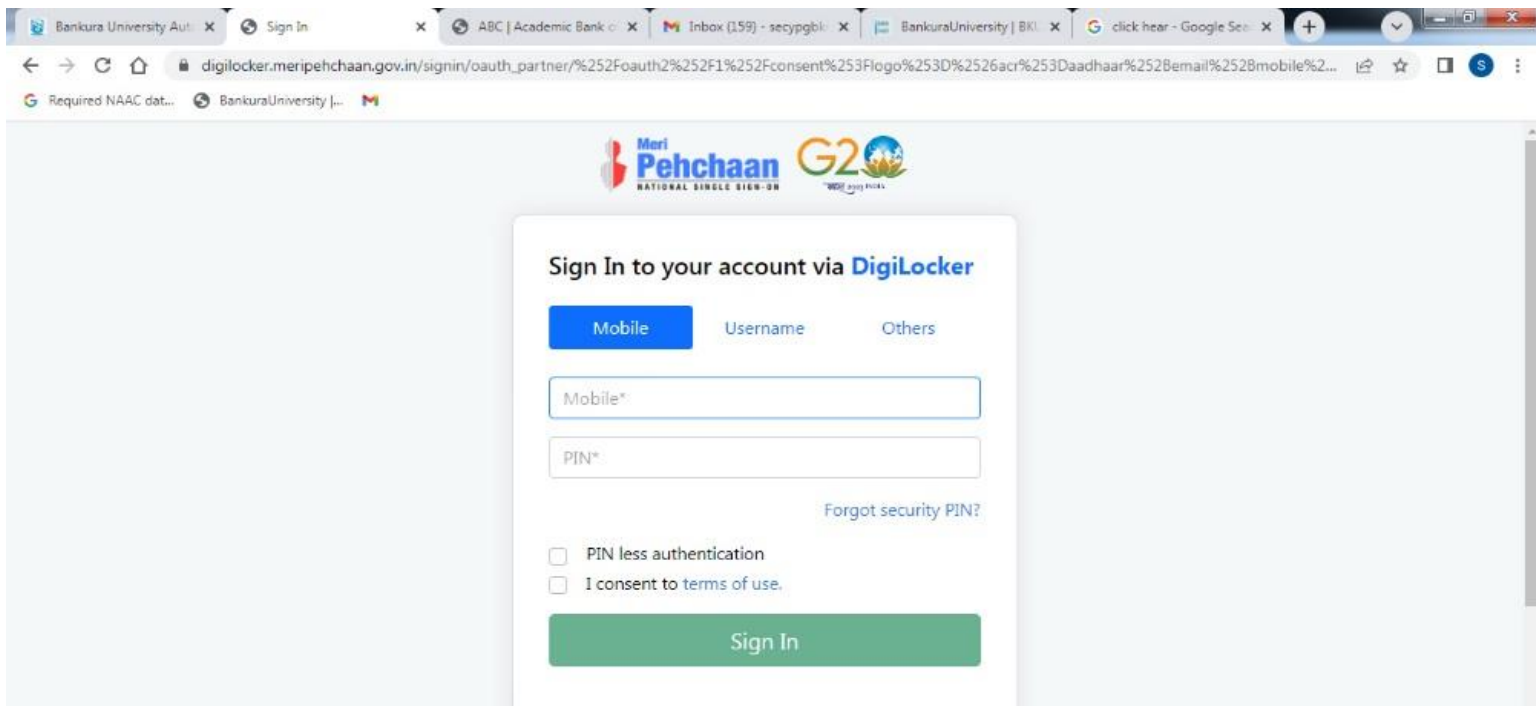 Bankura University Aut
Sign In
ABC | Academic Bank o
Inbox (159) - secypgbk
BankuraUniversity | BKU
click hear - Google Sea
digilocker.meripehchaan.gov.in/signin/oauth_partner/%252Foauth2%252F1%252Fconsent%253Flogo%253D%2526acr%253Daadhaar%252Bemail%252Bmobile%2...
S
Required NAAC dat...
BankuraUniversity |...
Meri
Pehchaan
NATIONAL SINGLE SIGN-ON
G20
2023 INDIA
Sign In to your account via DigiLocker
Mobile
Username
Others
Mobile*
PIN*
Forgot security PIN?
PIN less authentication
I consent to terms of use.
Sign In